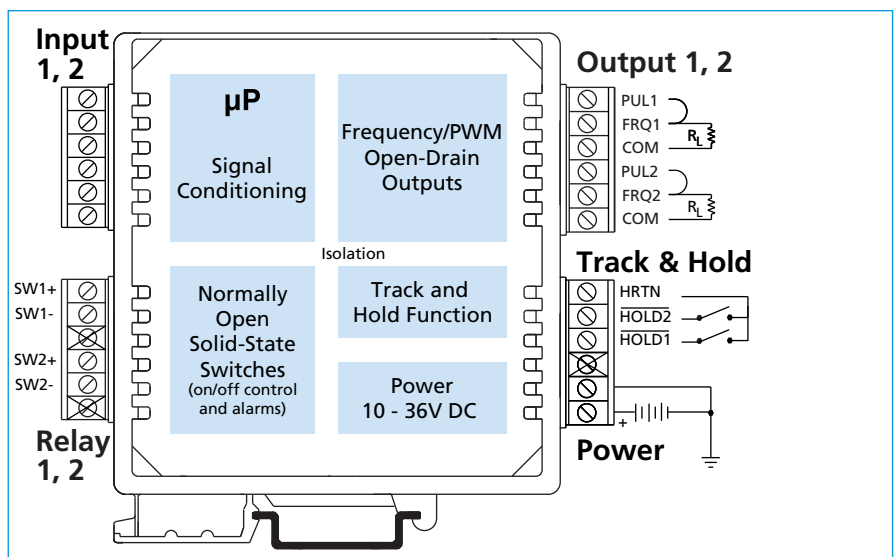 Input
1, 2
Output 1, 2
µP
Signal
Conditioning
Frequency/PWM
Open-Drain
Outputs
PUL1
FRQ1
COM
RL
PUL2
FRQ2
COM
RL
Isolation
Track & Hold
SW1+
SW1-
SW2+
SW2-
Normally
Open
Solid-State
Switches
(on/off control
and alarms)
Track and
Hold Function
Power
10 - 36V DC
HRTN
HOLD2
HOLD1
+
Relay
1, 2
Power